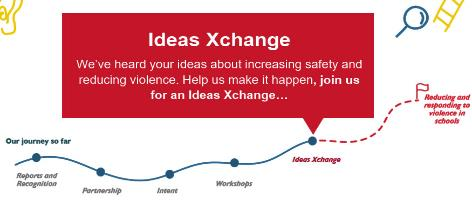 Ideas Xchange
We've heard your ideas about increasing safety and
reducing violence. Help us make it happen, join us
for an Ideas Xchange...
Our journey so far
Reports and
Recognision
Partnership
Intent
Workshops
Ideas Xchange
Reducing and
responding to
violence in
schools